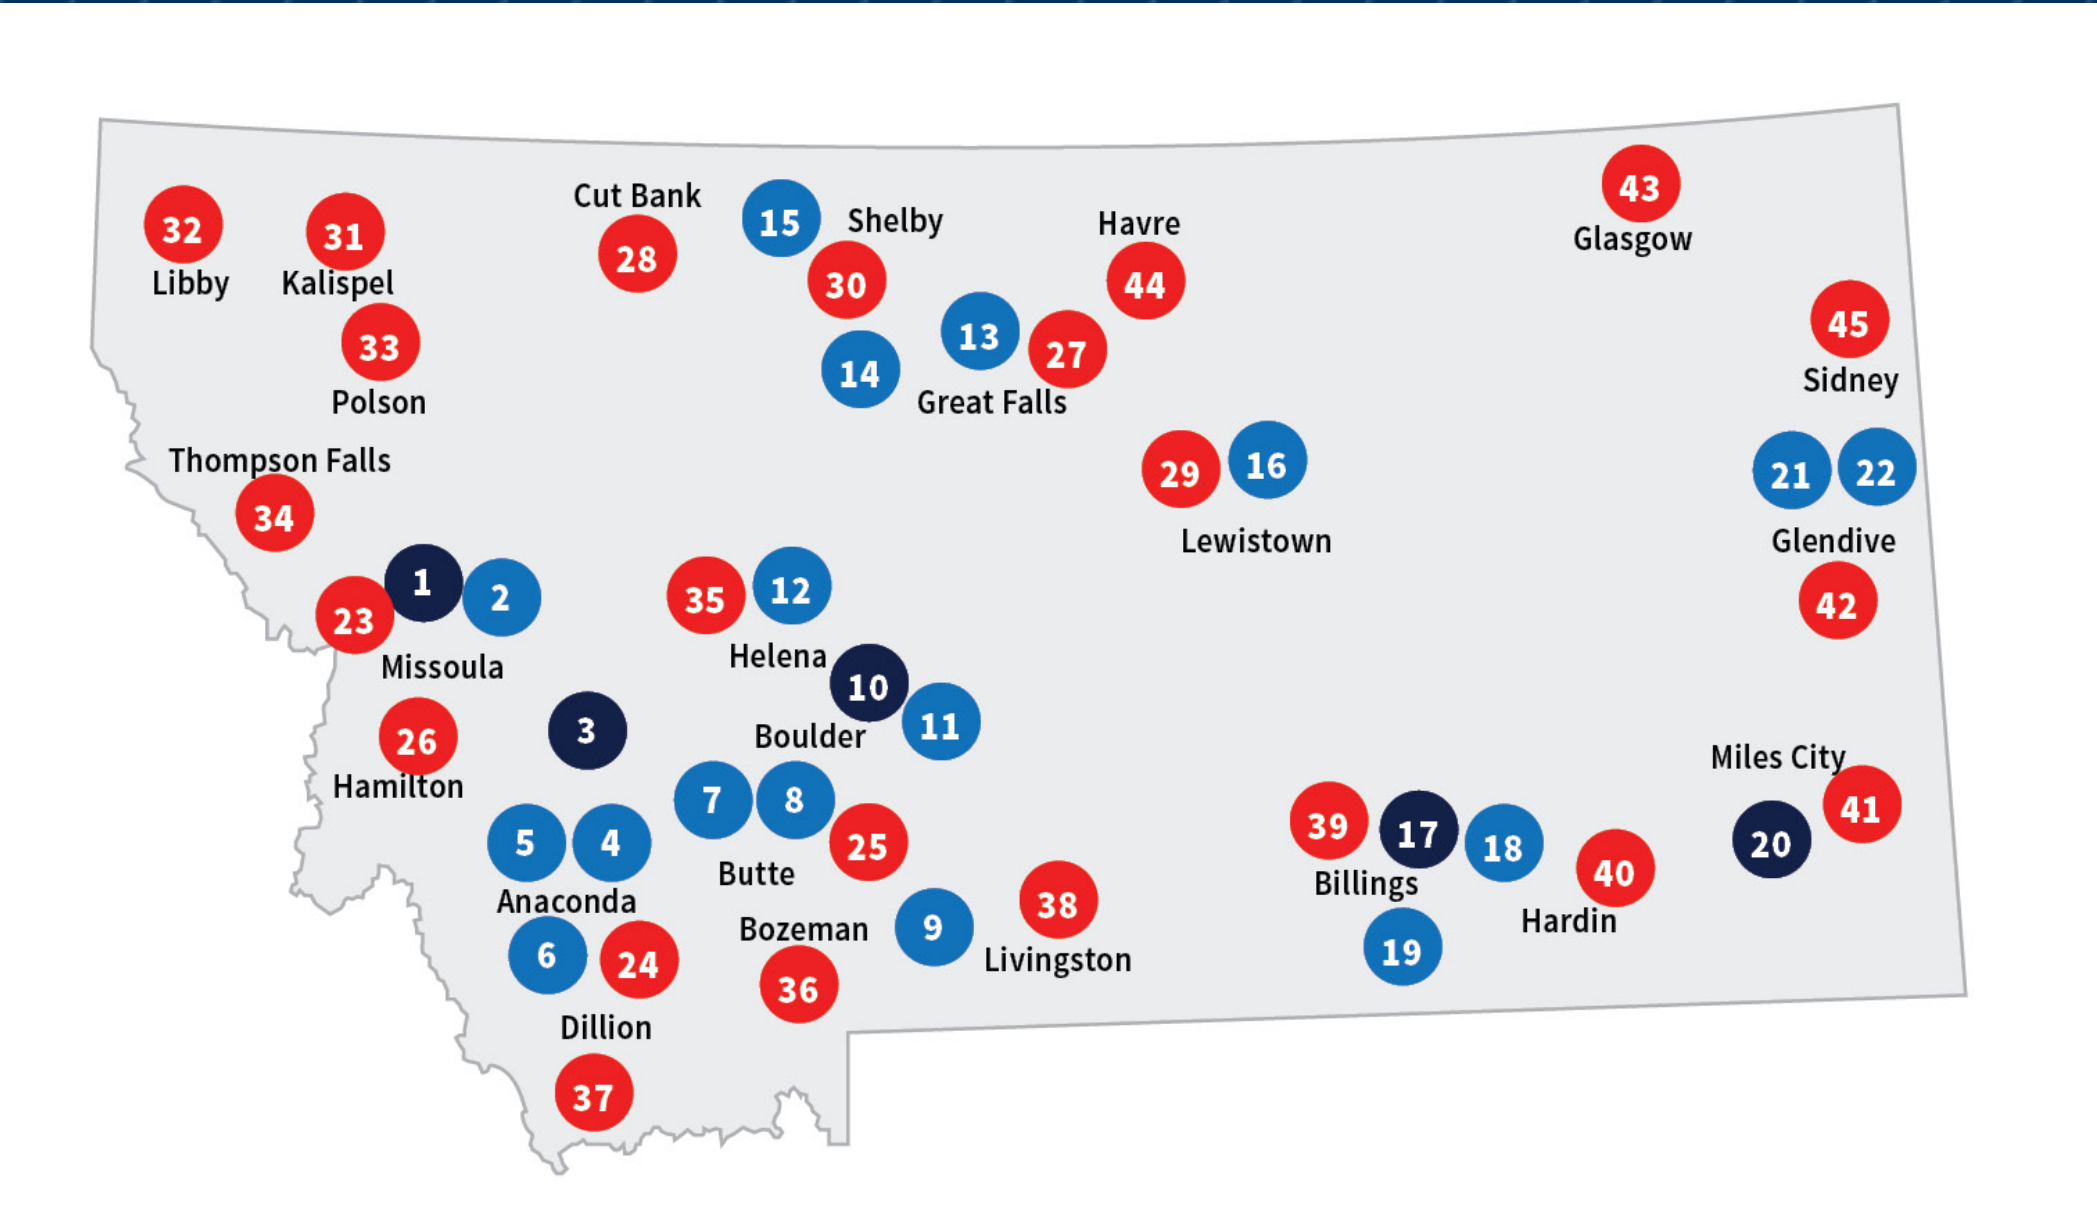 43
Glasgow
Cut Bank
15
Shelby
Havre
32
Libby
31
Kalispel
28
30
44
45
Sidney
33
Polson
14
13
27
Great Falls
Thompson Falls
34
29
16
Lewistown
21
22
Glendive
42
23
1
2
Missoula
35
12
Helena
10
11
Boulder
26
Hamilton
3
7
8
25
Butte
5
4
Anaconda
6
24
Dillion
37
Bozeman
36
9
38
Livingston
39
17
18
Billings
19
40
Hardin
Miles City
20
41